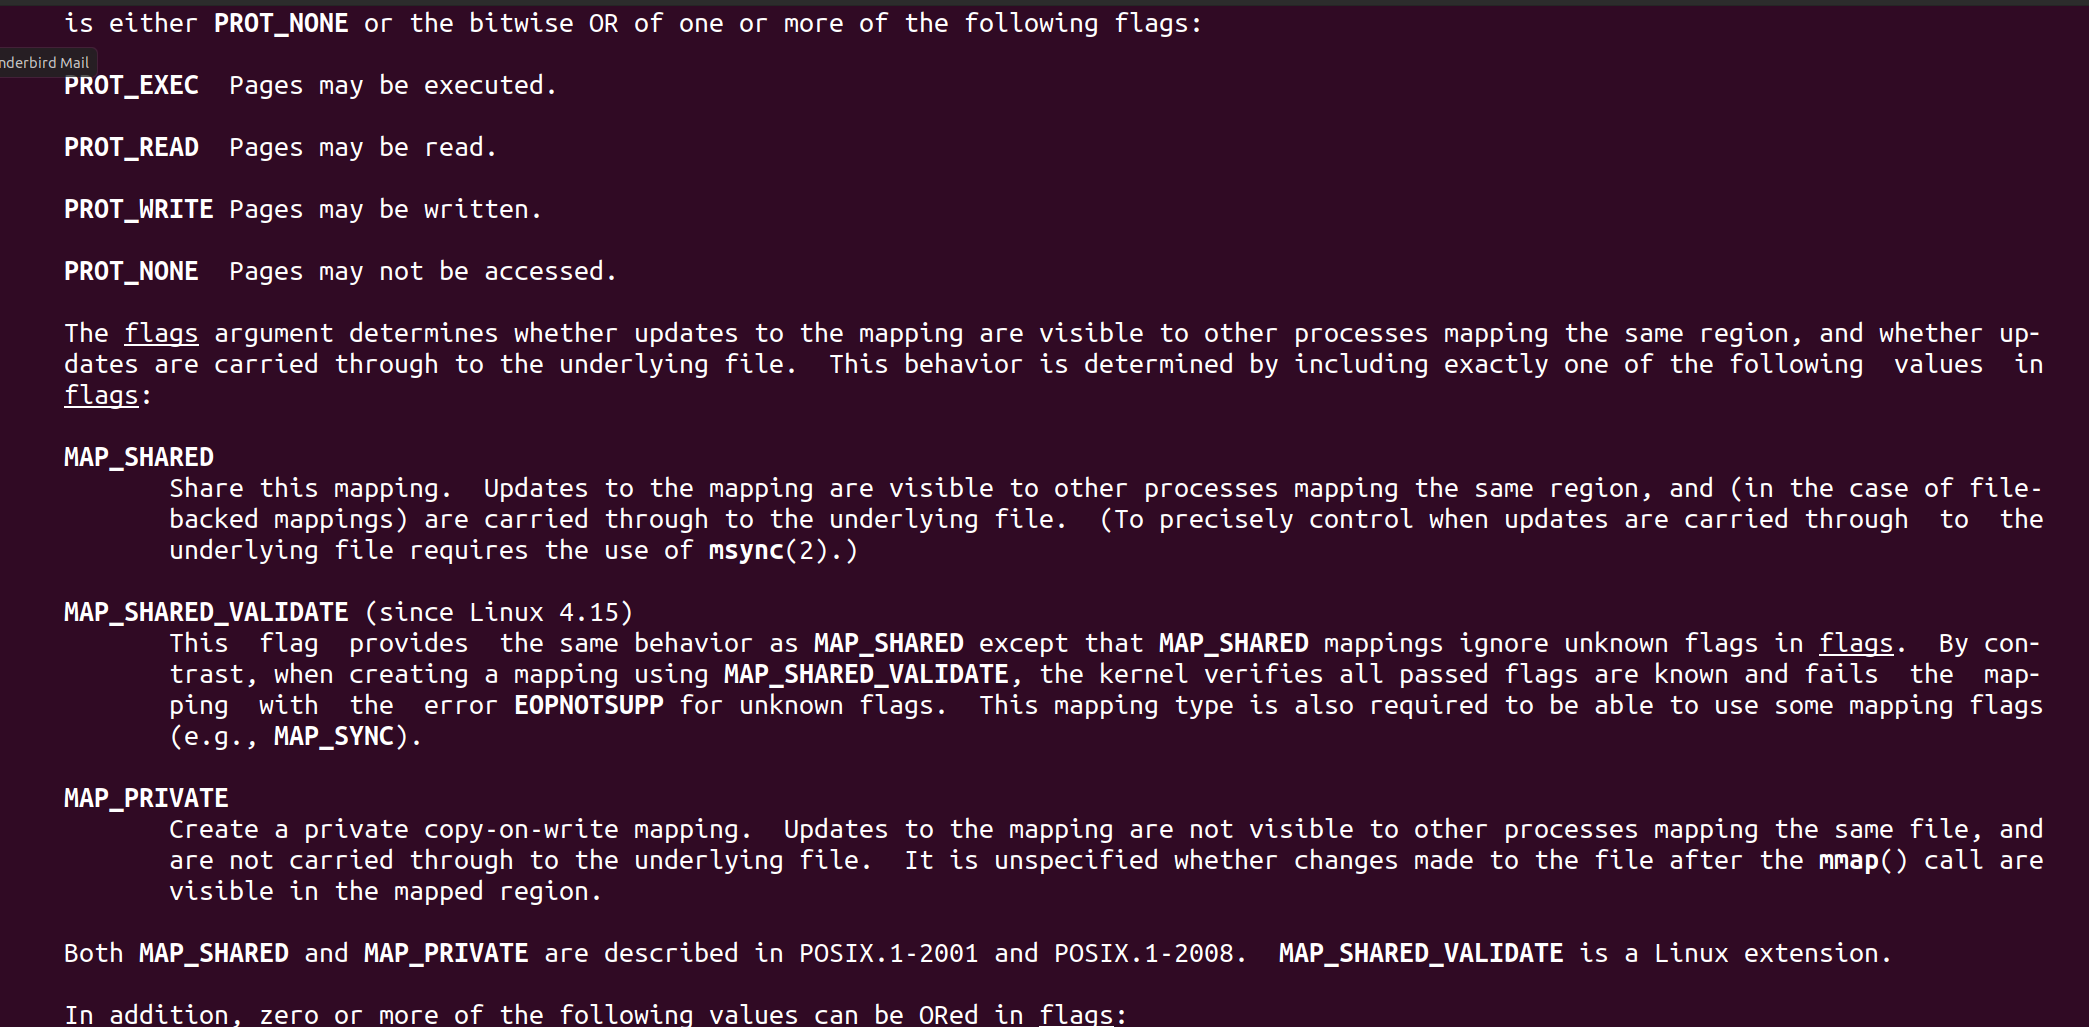 is either PROT_NONE or the bitwise OR of one or more of the following flags:
nderbird Mail
PROT_EXEC  Pages may be executed.
PROT_READ  Pages may be read.
PROT_WRITE Pages may be written.
PROT_NONE  Pages may not be accessed.
The flags argument determines whether updates to the mapping are visible to other processes mapping the same region, and whether up-
dates are carried through to the underlying file.  This behavior is determined by including exactly one of the following  values  in
flags:
MAP_SHARED
Share this mapping.  Updates to the mapping are visible to other processes mapping the same region, and (in the case of file-
backed mappings) are carried through to the underlying file.  (To precisely control when updates are carried through  to  the
underlying file requires the use of msync(2).)
MAP_SHARED_VALIDATE (since Linux 4.15)
This  flag  provides  the same behavior as MAP_SHARED except that MAP_SHARED mappings ignore unknown flags in flags.  By con-
trast, when creating a mapping using MAP_SHARED_VALIDATE, the kernel verifies all passed flags are known and fails  the  map-
ping  with  the  error EOPNOTSUPP for unknown flags.  This mapping type is also required to be able to use some mapping flags
(e.g., MAP_SYNC).
MAP_PRIVATE
Create a private copy-on-write mapping.  Updates to the mapping are not visible to other processes mapping the same file, and
are not carried through to the underlying file.  It is unspecified whether changes made to the file after the mmap() call are
visible in the mapped region.
Both MAP_SHARED and MAP_PRIVATE are described in POSIX.1-2001 and POSIX.1-2008.  MAP_SHARED_VALIDATE is a Linux extension.
In addition, zero or more of the following values can be ORed in flags: